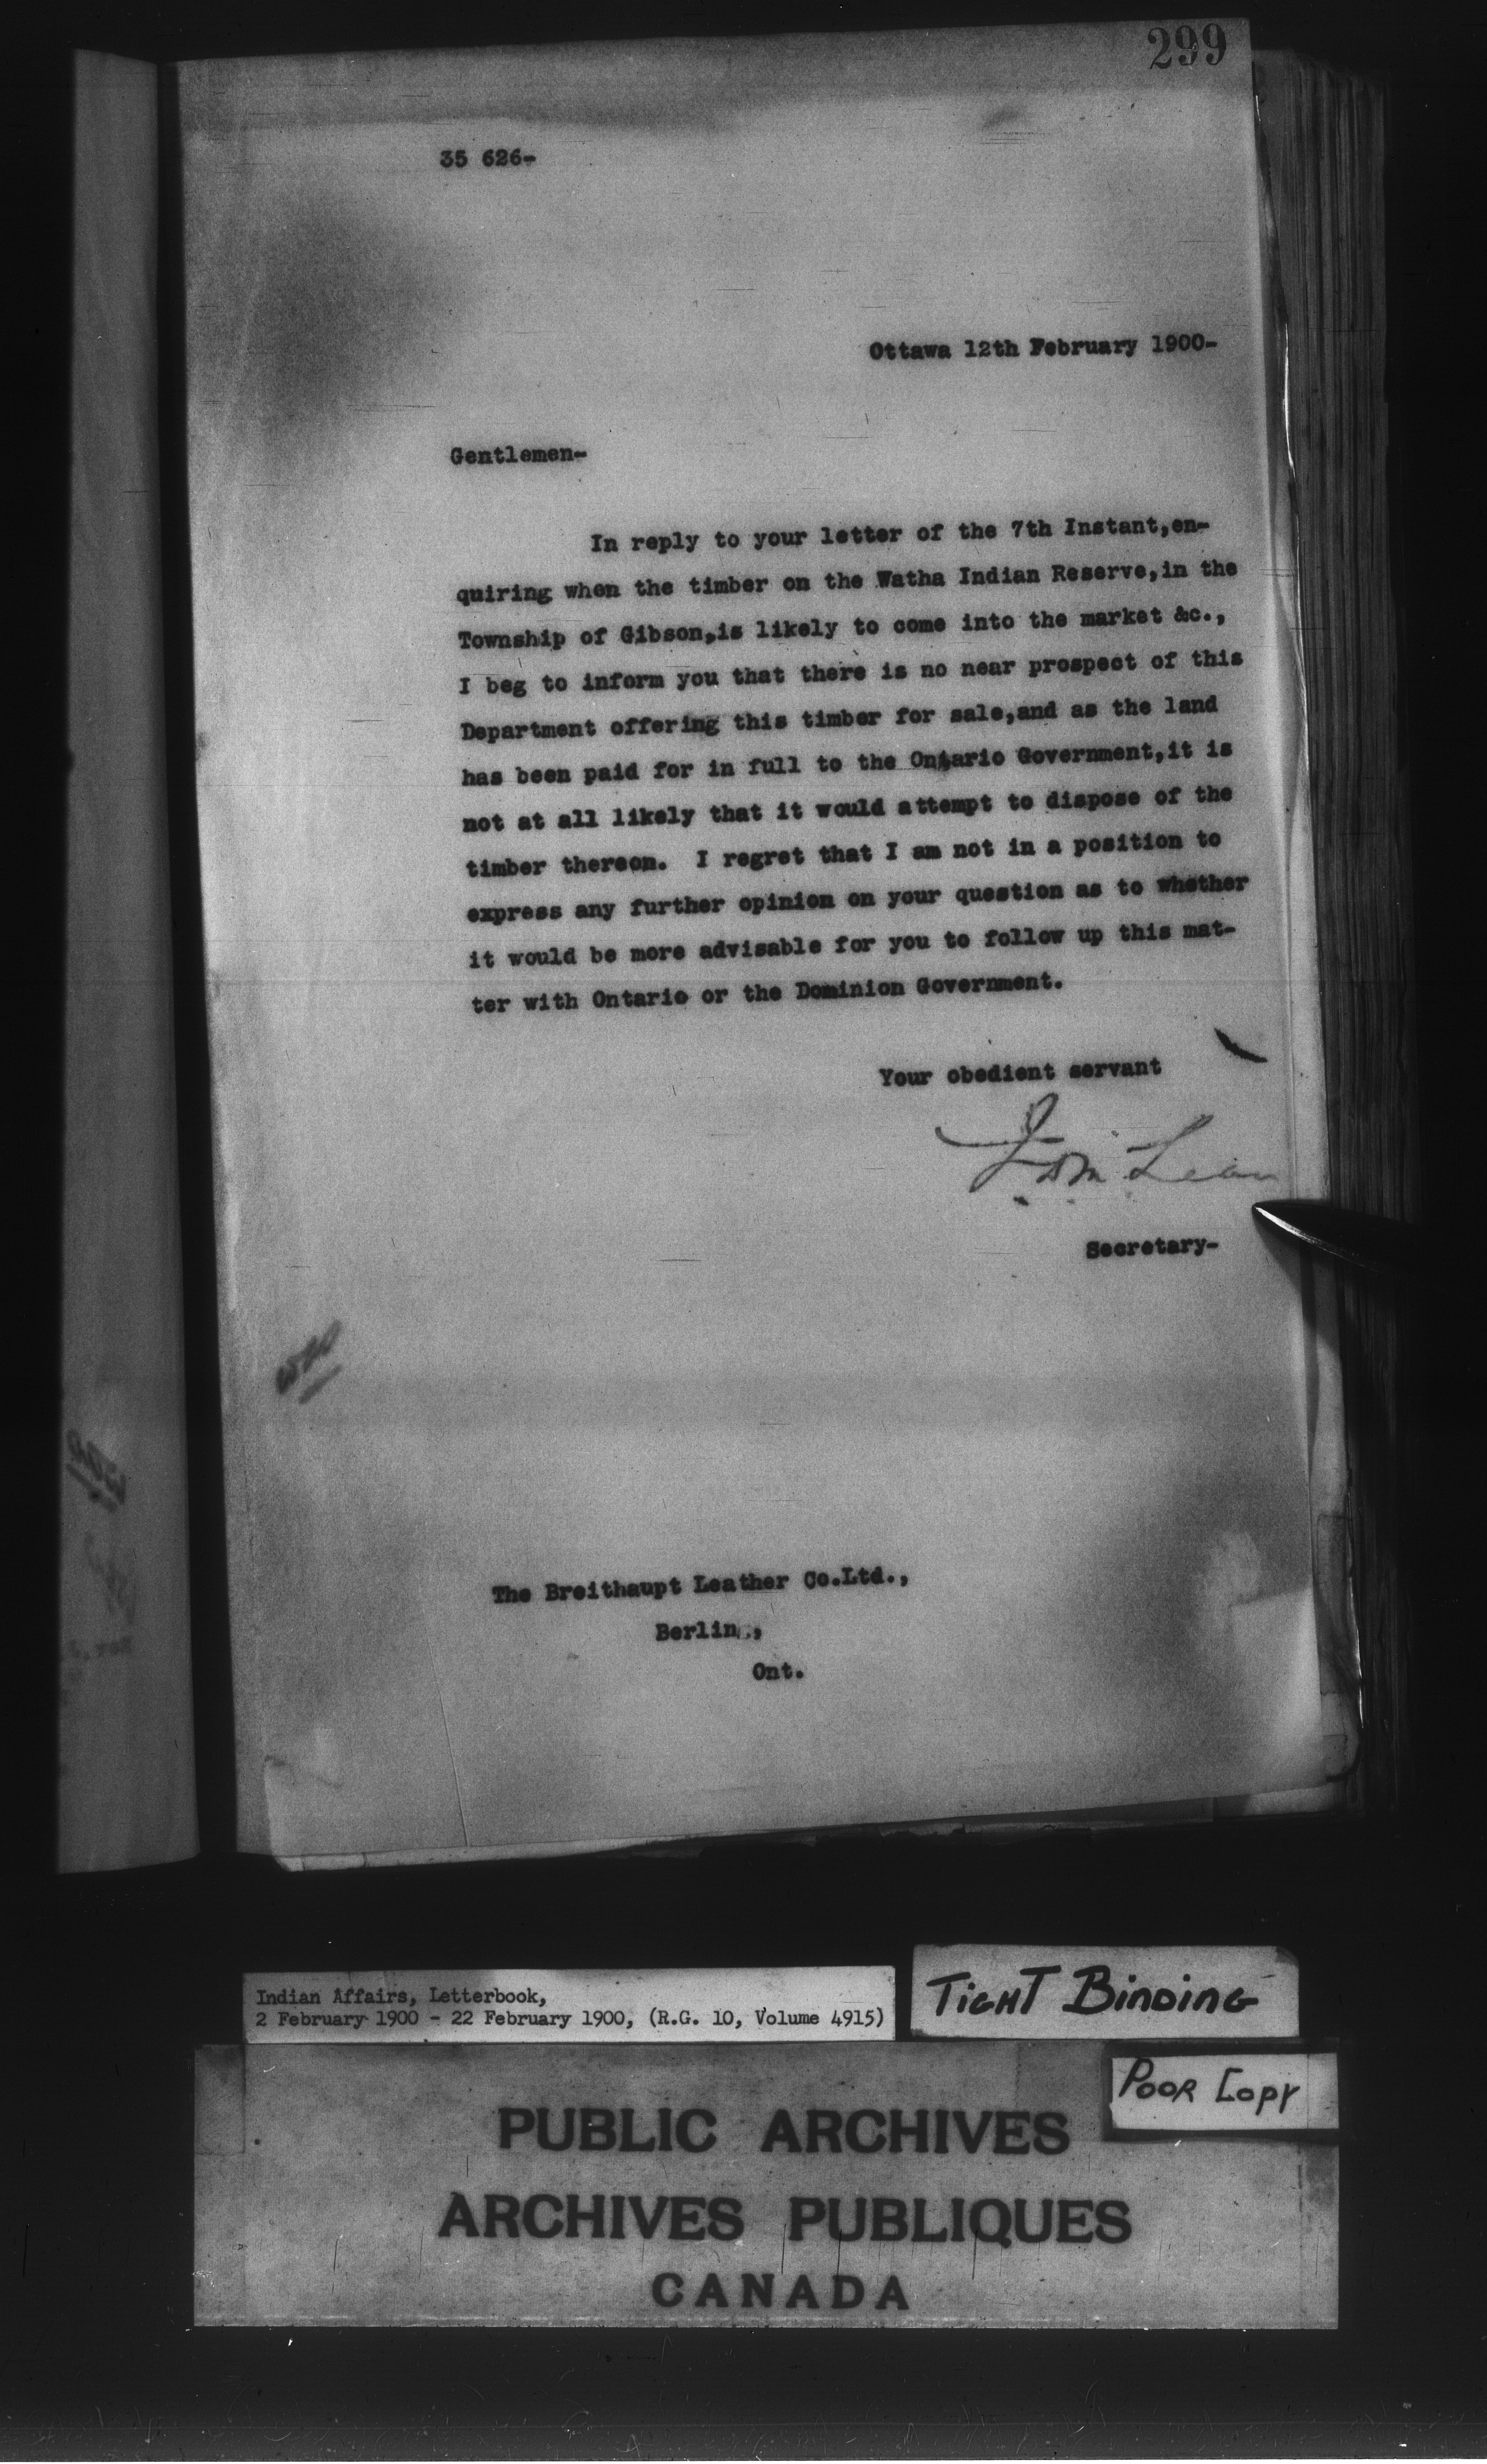 299
35 626-
Ottawa 12th February 1900-
Gentlemen-
In reply to your letter of the 7th Instant,en-
quiring when the timber on the Watha Indian Reserve,in the
Township of Gibson,is likely to come into the market &c.,
I beg to inform you that there is no near prospect of this
Department offering this timber for sale,and as the land
has been paid for in full to the Ontario Government,it is
not at all likely that it would attempt to dispose of the
timber thereon. I regret that I am not in a position to
express any further opinion on your question as to whether
it would be more advisable for you to follow up this mat-
ter with Ontario or the Dominion Government.
Your obedient servant
Secretary-
The Breithaupt Leather Co.Ltd.,
Berlin,
Ont.
Indian Affairs, Letterbook,
2 February 1900 - 22 February 1900, (R.G. 10, Volume 4915)
TIGHT BINDING
POOR COPY
PUBLIC ARCHIVES
ARCHIVES PUBLIQUES
CANADA